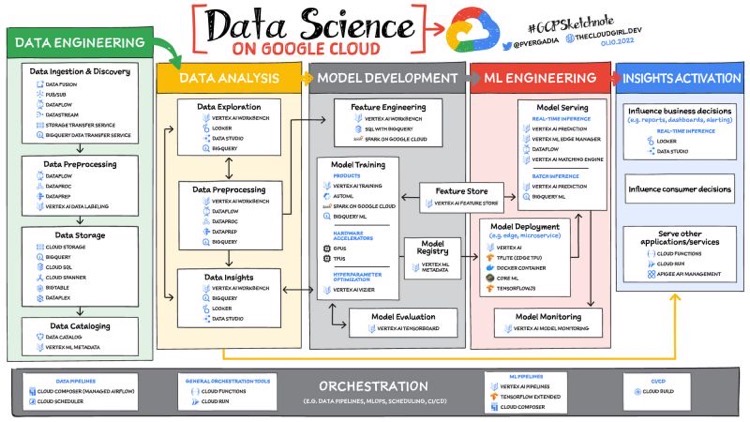 Data Science
ON GOOGLE CLOUD
#GCPSketchnote
@PVERGADIA
@THECLOUDGIRL.DEV
01.10.2022
DATA ENGINEERING
Data Ingestion & Discovery
DATA FUSION
PUB/SUB
DATAFLOW
DATASTREAM
STORAGE TRANSFER SERVICE
BIGQUERY DATA TRANSFER SERVICE
Data Preprocessing
DATAFLOW
DATAPROC
DATAPREP
VERTEX AI DATA LABELING
Data Storage
CLOUD STORAGE
BIGQUERY
CLOUD SQL
CLOUD SPANNER
BIGTABLE
DATAPLEX
Data Cataloging
DATA CATALOG
VERTEX ML METADATA
DATA ANALYSIS
Data Exploration
VERTEX AI WORKBENCH
LOOKER
DATA STUDIO
BIGQUERY
Data Preprocessing
VERTEX AI WORKBENCH
DATAFLOW
DATAPROC
DATAPREP
BIGQUERY
Data Insights
VERTEX AI WORKBENCH
BIGQUERY
LOOKER
DATA STUDIO
MODEL DEVELOPMENT
Feature Engineering
VERTEX AI WORKBENCH
SQL WITH BIGQUERY
SPARK ON GOOGLE CLOUD
Model Training
PRODUCTS
VERTEX AI TRAINING
AUTOML
SPARK ON GOOGLE CLOUD
BIGQUERY ML
HARDWARE
ACCELERATORS
GPUS
TPUS
HYPERPARAMETER
OPTIMIZATION
VERTEX AI VIZIER
Model Evaluation
VERTEX AI TENSORBOARD
Feature Store
VERTEX AI FEATURE STORE
Model
Registry
VERTEX ML
METADATA
ML ENGINEERING
Model Serving
REAL-TIME INFERENCE
VERTEX AI PREDICTION
VERTEX ML EDGE MANAGER
DATAFLOW
VERTEX AI MATCHING ENGINE
BATCH INFERENCE
VERTEX AI PREDICTION
BIGQUERY ML
Model Deployment
(e.g. edge, microservice)
VERTEX AI
TFLITE (EDGE TPU)
DOCKER CONTAINER
CORE ML
TENSORFLOWJS
Model Monitoring
VERTEX AI MODEL MONITORING
INSIGHTS ACTIVATION
Influence business decisions
(e.g. reports, dashboards, alerting)
REAL-TIME INFERENCE
LOOKER
DATA STUDIO
Influence consumer decisions
Serve other
applications/services
CLOUD FUNCTIONS
CLOUD RUN
APIGEE API MANAGEMENT
DATA PIPELINES
CLOUD COMPOSER (MANAGED AIRFLOW)
CLOUD SCHEDULER
GENERAL ORCHESTRATION TOOLS
CLOUD FUNCTIONS
CLOUD RUN
ORCHESTRATION
(E.G. DATA PIPELINES, MLOPS, SCHEDULING, CI/CD)
ML PIPELINES
VERTEX AI PIPELINES
TENSORFLOW EXTENDED
CLOUD COMPOSER
CI/CD
CLOUD BUILD